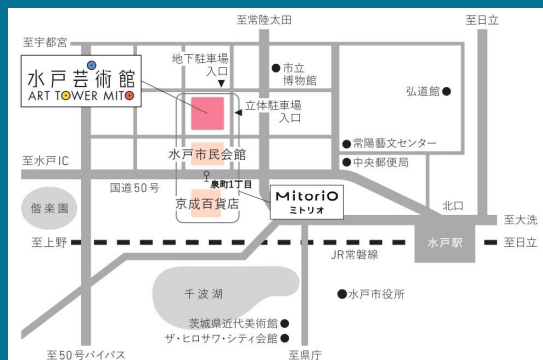 至常陸太田
至日立
至宇都宮
地下駐車場
入口
市立
博物館
水戸芸術館
ART TOWER MITO
弘道館
立体駐車場
入口
常陽藝文センター
水戸市民会館
至水戸IC
中央郵便局
国道50号
泉町1丁目
MitoriO
ミトリオ
偕楽園
京成百貨店
北口
至大洗
至上野
水戸駅
至日立
JR常磐線
千波湖
水戸市役所
茨城県近代美術館
ザ・ヒロサワ・シティ会館
至50号バイパス
至県庁